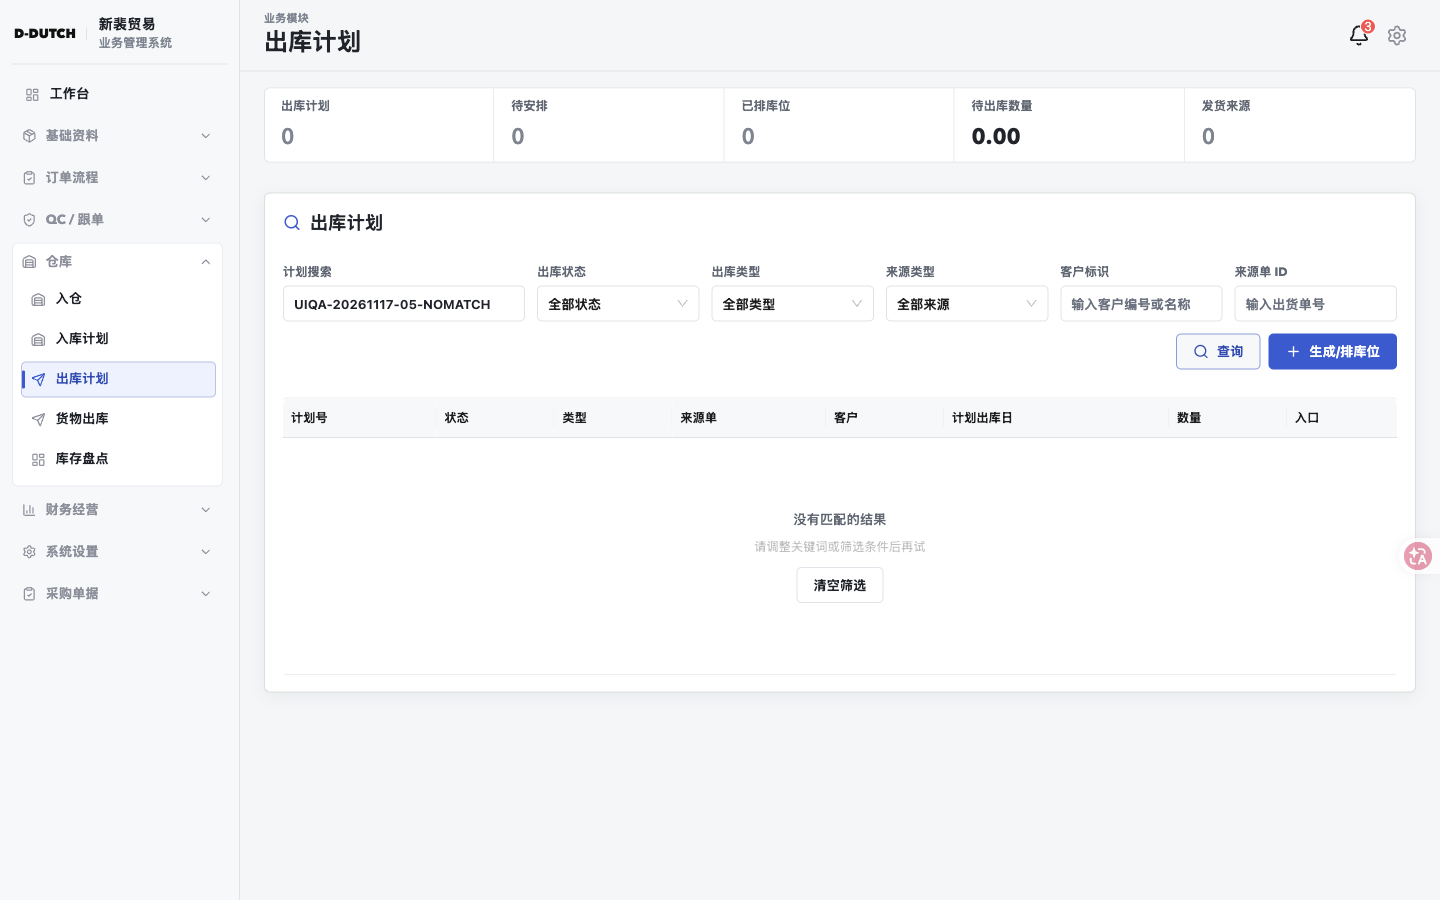 D-DUTCH
新裴贸易
业务管理系统
工作台
基础资料
订单流程
QC / 跟单
仓库
入仓
入库计划
出库计划
货物出库
库存盘点
财务经营
系统设置
采购单据
业务模块
出库计划
3
出库计划
0
待安排
0
已排库位
0
待出库数量
0.00
发货来源
0
出库计划
计划搜索
出库状态
出库类型
来源类型
客户标识
来源单 ID
UIQA-20261117-05-NOMATCH
全部状态
全部类型
全部来源
输入客户编号或名称
输入出货单号
查询
生成/排库位
计划号
状态
类型
来源单
客户
计划出库日
数量
入口
没有匹配的结果
请调整关键词或筛选条件后再试
清空筛选